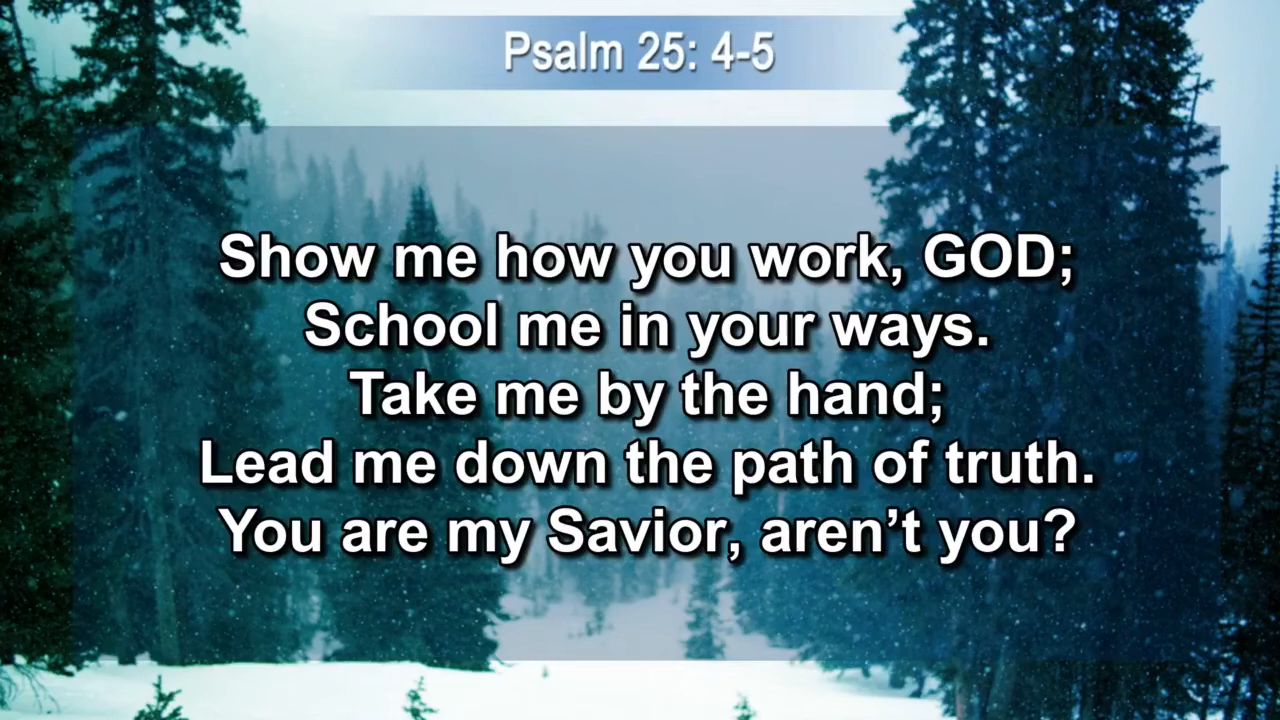 Psalm 25: 4-5
Show me how you work, GOD;
School me in your ways.
Take me by the hand;
Lead me down the path of truth.
You are my Savior, aren’t you?